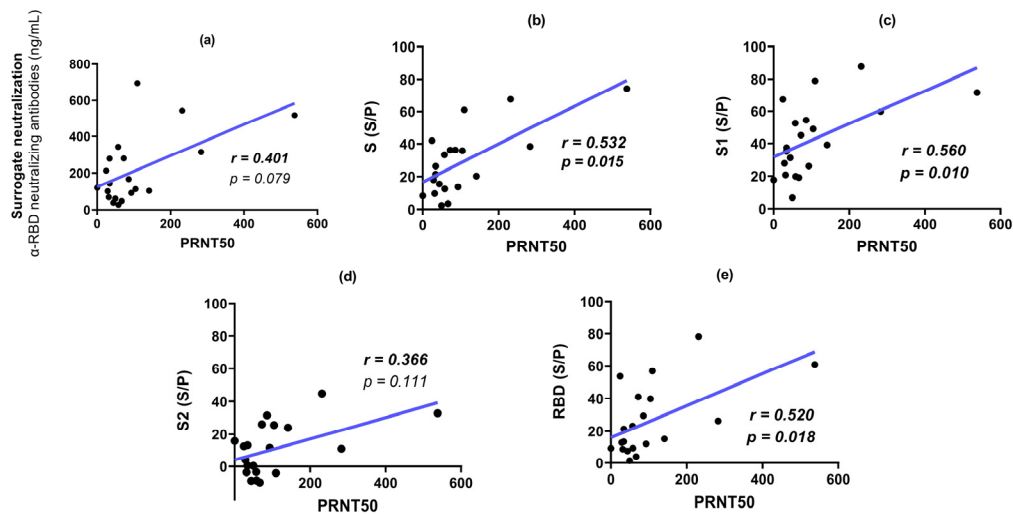 (a)
Surrogate neutralization
α-RBD neutralizing antibodies (ng/mL)
800
600
400
200
0
r = 0.401
p = 0.079
0 200 400 600
PRNT50
(b)
S (S/P)
100
80
60
40
20
0
r = 0.532
p = 0.015
0 200 400 600
PRNT50
(c)
S1 (S/P)
100
80
60
40
20
0
r = 0.560
p = 0.010
0 200 400 600
PRNT50
(d)
S2 (S/P)
100
80
60
40
20
0
r = 0.366
p = 0.111
200 400 600
PRNT50
(e)
RBD (S/P)
100
80
60
40
20
0
r = 0.520
p = 0.018
0 200 400 600
PRNT50